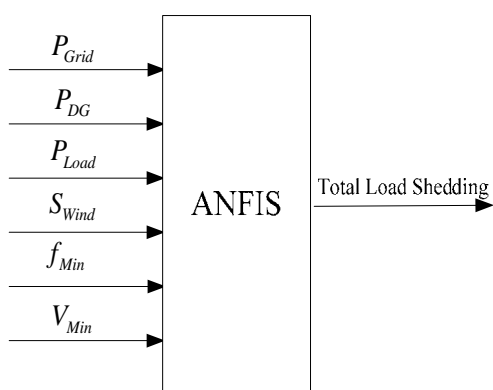 P_Grid
P_DG
P_Load
S_Wind
f_Min
V_Min
ANFIS
Total Load Shedding